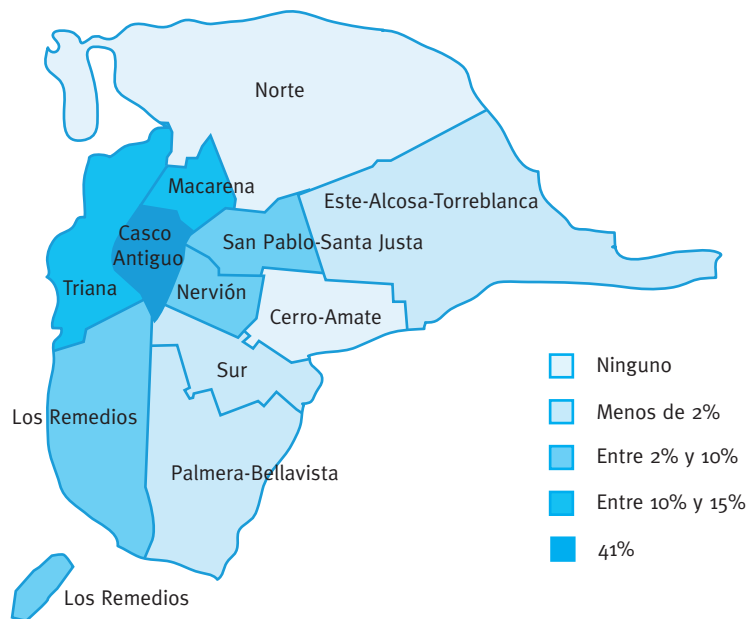 Norte
Macarena
Este-Alcosa-Torreblanca
Casco
Antiguo
San Pablo-Santa Justa
Triana
Nervión
Cerro-Amate
Sur
Los Remedios
Palmera-Bellavista
Los Remedios
Ninguno
Menos de 2%
Entre 2% y 10%
Entre 10% y 15%
41%